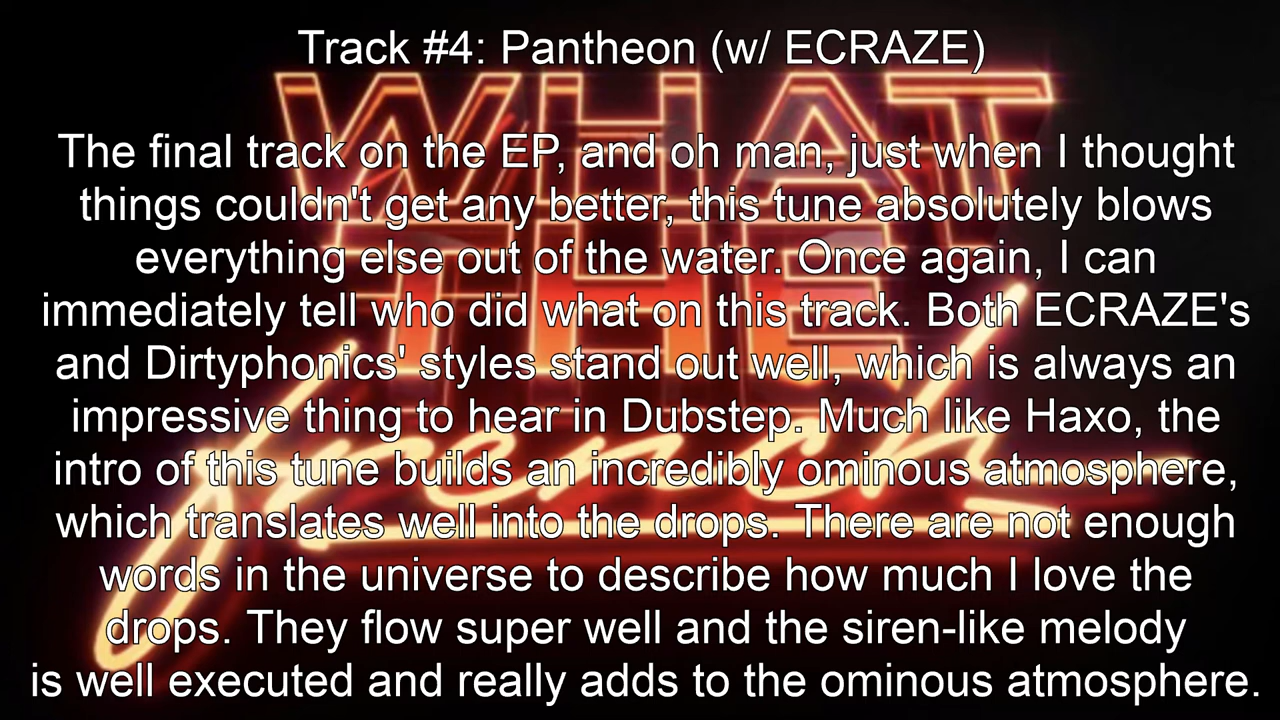 Track #4: Pantheon (w/ ECRAZE)
WHAT
THE
french
The final track on the EP, and oh man, just when I thought
things couldn't get any better, this tune absolutely blows
everything else out of the water. Once again, I can
immediately tell who did what on this track. Both ECRAZE's
and Dirtyphonics' styles stand out well, which is always an
impressive thing to hear in Dubstep. Much like Haxo, the
intro of this tune builds an incredibly ominous atmosphere,
which translates well into the drops. There are not enough
words in the universe to describe how much I love the
drops. They flow super well and the siren-like melody
is well executed and really adds to the ominous atmosphere.